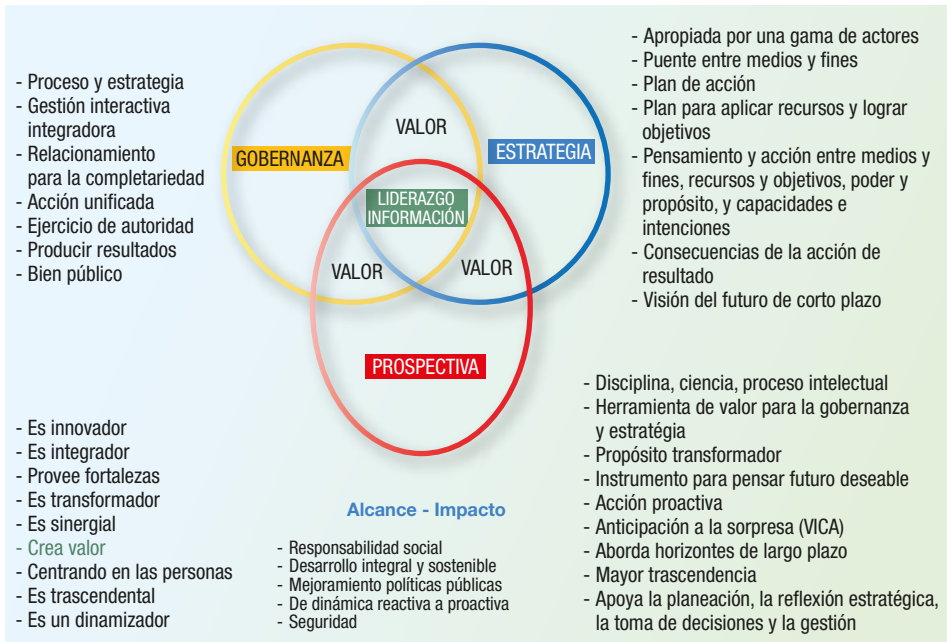 - Proceso y estrategia
- Gestión interactiva
integradora
- Relacionamiento
para la completariedad
- Acción unificada
- Ejercicio de autoridad
- Producir resultados
- Bien público
GOBERNANZA
VALOR
ESTRATEGIA
LIDERAZGO
INFORMACIÓN
VALOR
VALOR
PROSPECTIVA
- Apropiada por una gama de actores
- Puente entre medios y fines
- Plan de acción
- Plan para aplicar recursos y lograr
objetivos
- Pensamiento y acción entre medios y
fines, recursos y objetivos, poder y
propósito, y capacidades e
intenciones
- Consecuencias de la acción de
resultado
- Visión del futuro de corto plazo
- Es innovador
- Es integrador
- Provee fortalezas
- Es transformador
- Es sinergial
- Crea valor
- Centrando en las personas
- Es trascendental
- Es un dinamizador
Alcance - Impacto
- Responsabilidad social
- Desarrollo integral y sostenible
- Mejoramiento políticas públicas
- De dinámica reactiva a proactiva
- Seguridad
- Disciplina, ciencia, proceso intelectual
- Herramienta de valor para la gobernanza
y estratégia
- Propósito transformador
- Instrumento para pensar futuro deseable
- Acción proactiva
- Anticipación a la sorpresa (VICA)
- Aborda horizontes de largo plazo
- Mayor trascendencia
- Apoya la planeación, la reflexión estratégica,
la toma de decisiones y la gestión